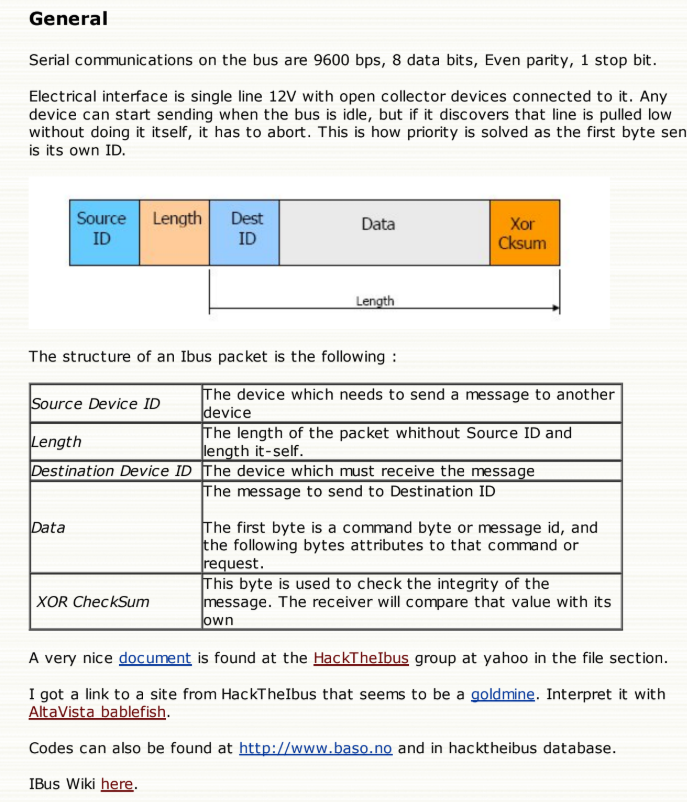 General
Serial communications on the bus are 9600 bps, 8 data bits, Even parity, 1 stop bit.
Electrical interface is single line 12V with open collector devices connected to it. Any
device can start sending when the bus is idle, but if it discovers that line is pulled low
without doing it itself, it has to abort. This is how priority is solved as the first byte sen
is its own ID.
Source
ID
Length
Dest
ID
Data
Xor
Cksum
Length
The structure of an Ibus packet is the following :
Source Device ID
The device which needs to send a message to another
device
Length
The length of the packet whithout Source ID and
length it-self.
Destination Device ID
The device which must receive the message
Data
The message to send to Destination ID
The first byte is a command byte or message id, and
the following bytes attributes to that command or
request.
XOR CheckSum
This byte is used to check the integrity of the
message. The receiver will compare that value with its
own
A very nice document is found at the HackTheIbus group at yahoo in the file section.
I got a link to a site from HackTheIbus that seems to be a goldmine. Interpret it with
AltaVista bablefish.
Codes can also be found at http://www.baso.no and in hacktheibus database.
IBus Wiki here.